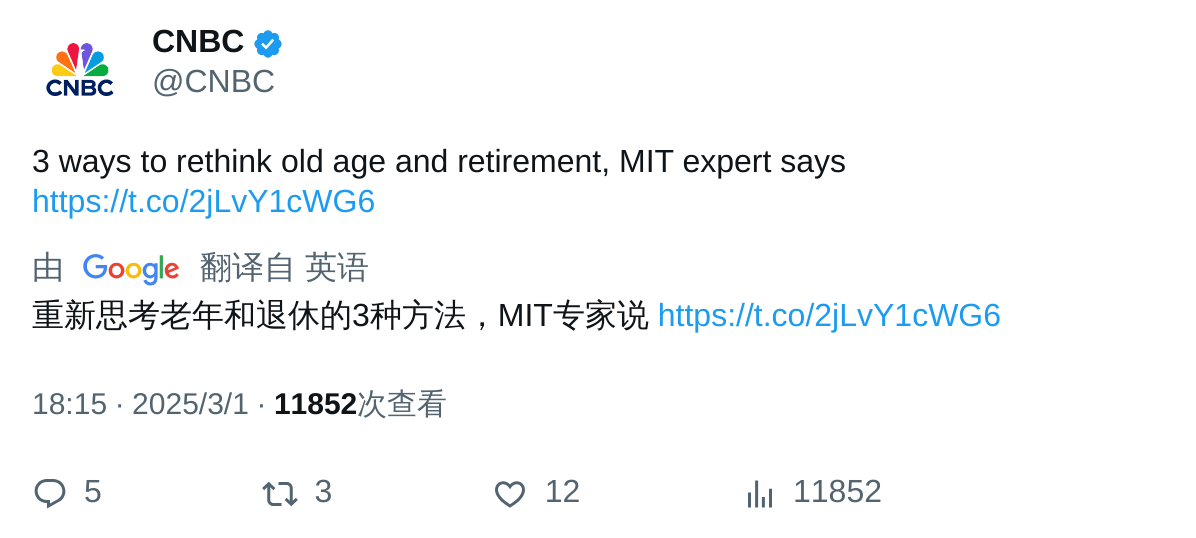 CNBC
CNBC
@CNBC
3 ways to rethink old age and retirement, MIT expert says
https://t.co/2jLvY1cWG6
由 Google 翻译自 英语
重新思考老年和退休的3种方法，MIT专家说 https://t.co/2jLvY1cWG6
18:15 · 2025/3/1 · 11852次查看
5 3 12 11852